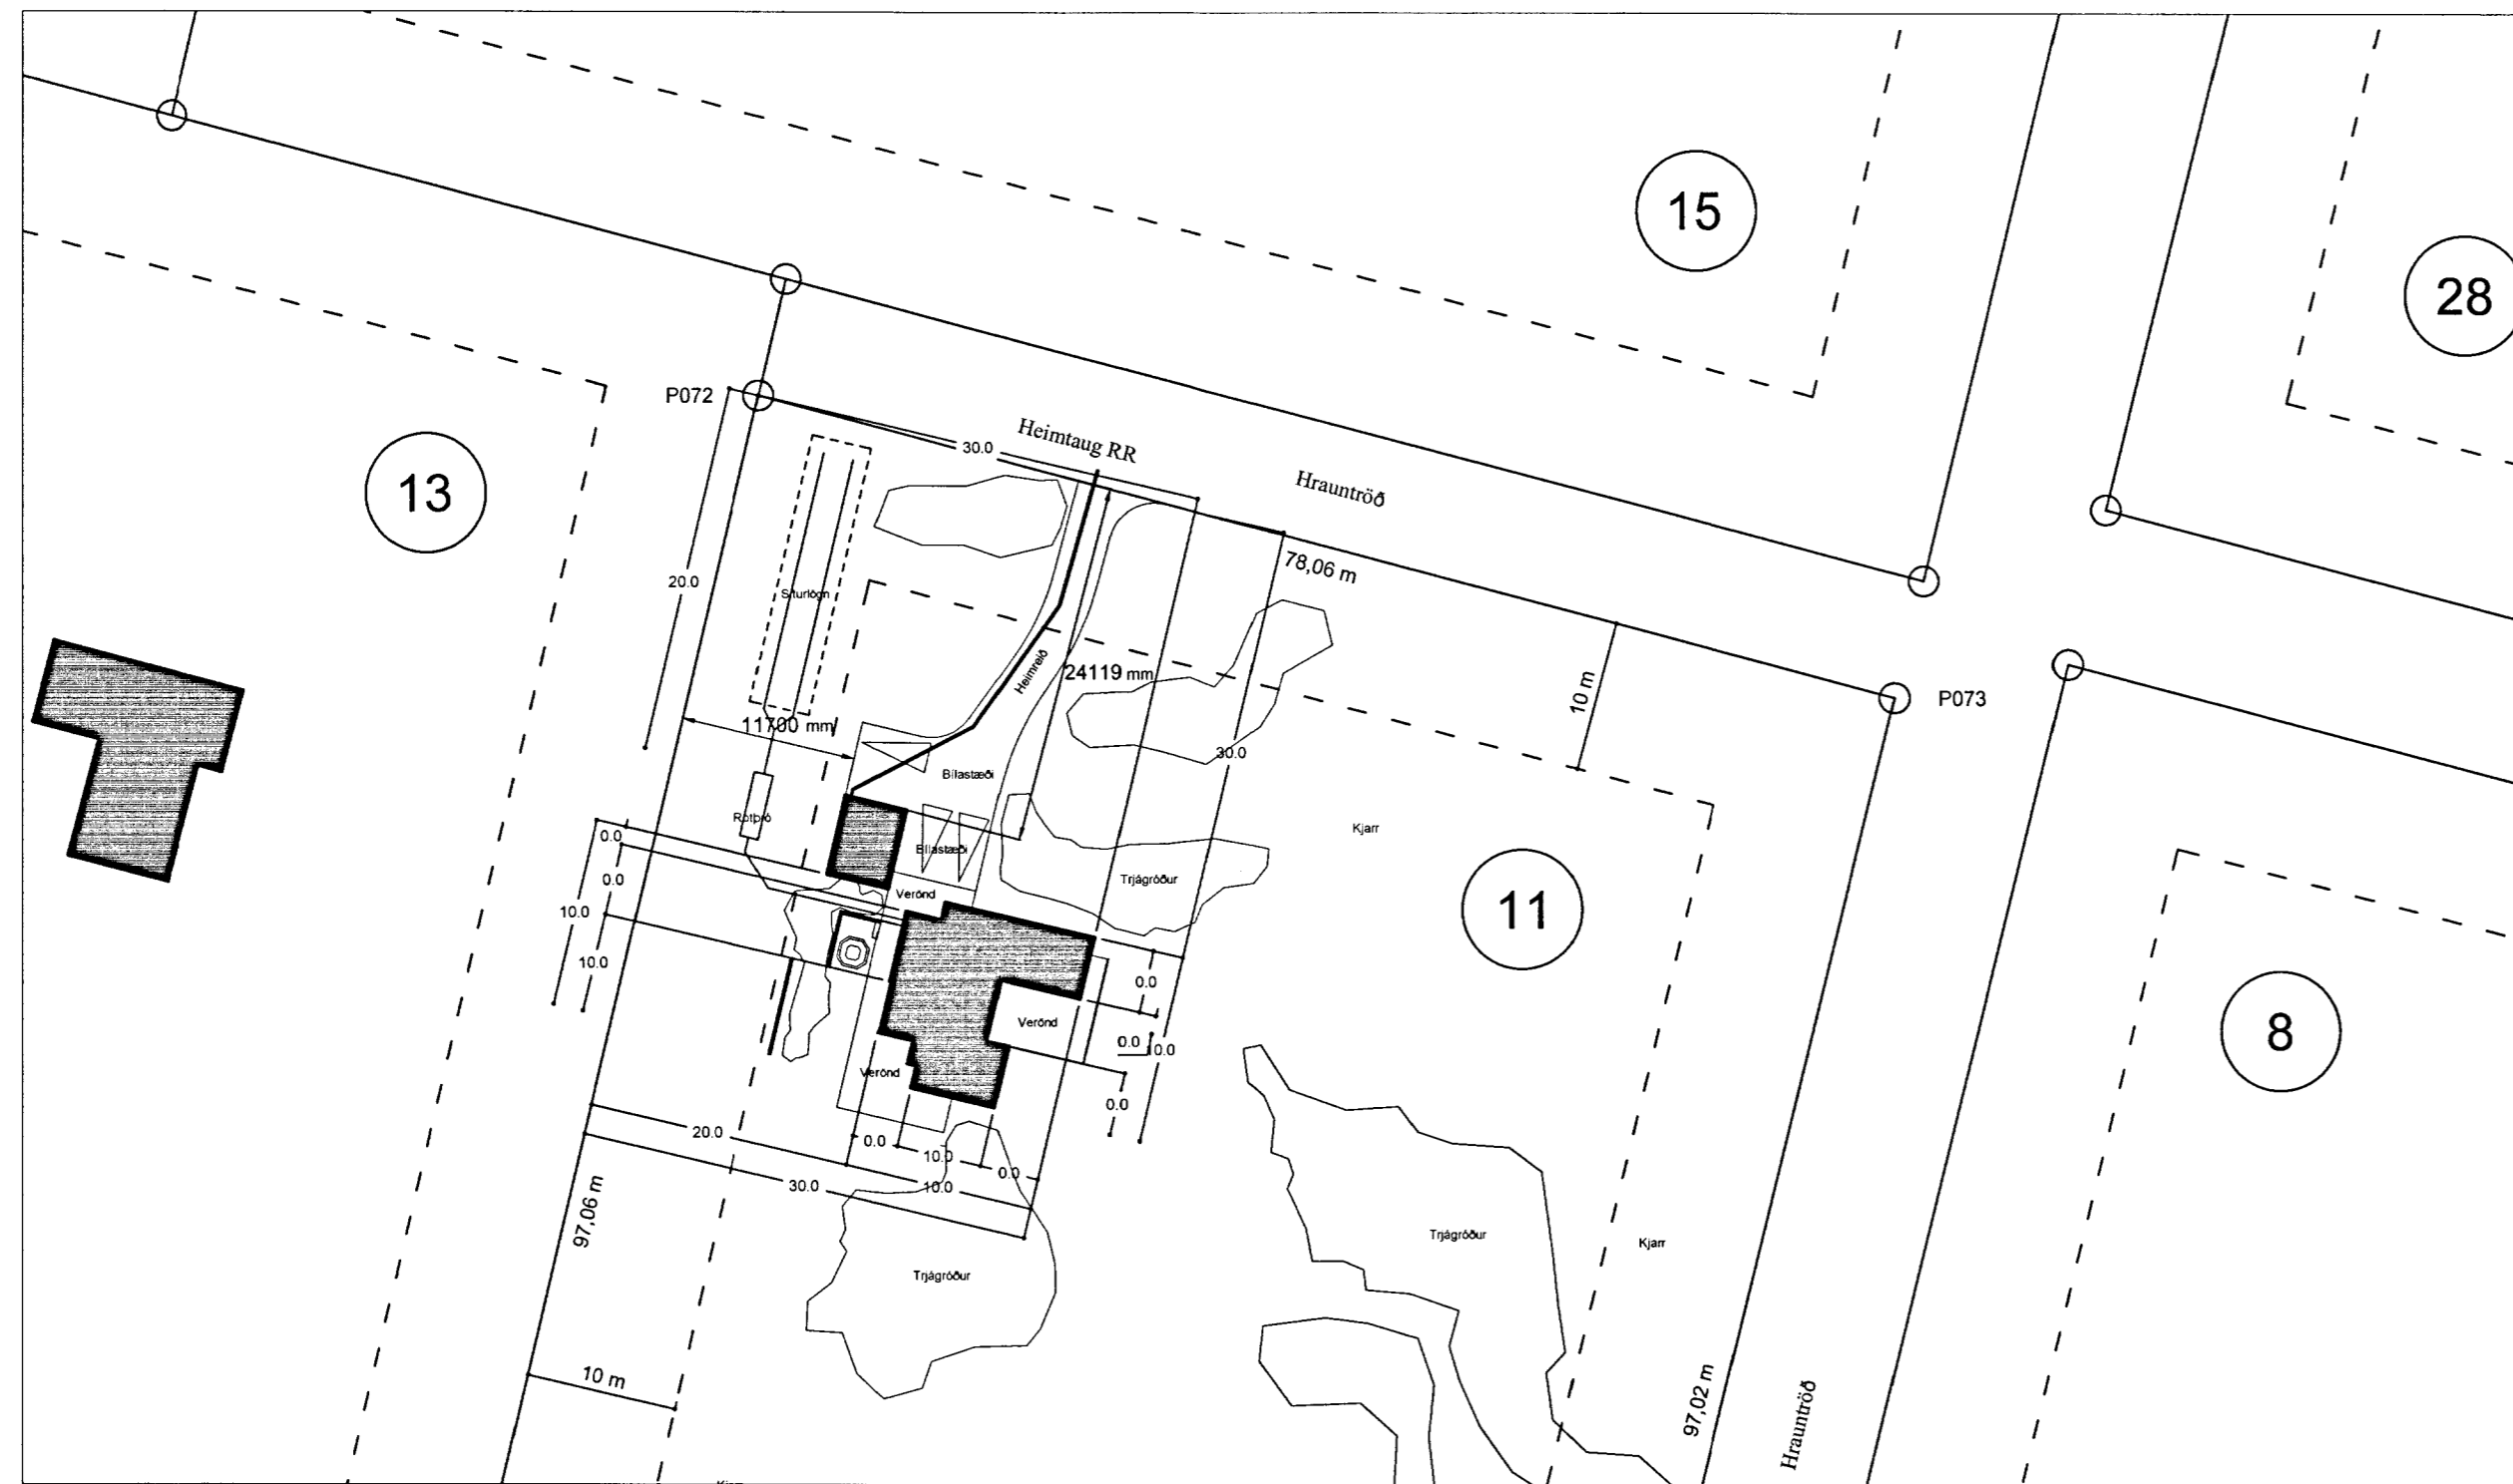 15
28
P072
30.0
Heimtaug RR
Hrauntröð
13
78,06 m
20.0
Siturlögn
Heimreið
24119 mm
10 m
P073
11700 mm
30.0
Bílastæði
Rotþró
Kjarr
0.0
Bílastæði
0.0
Verönd
Trjágróður
10.0
11
10.0
0.0
Verönd
0.0
10.0
8
Verönd
0.0
20.0
0.0
10.0
0.0
30.0
10.0
97,06 m
Trjágróður
Kjarr
Trjágróður
10 m
97,02 m
Hrauntröð